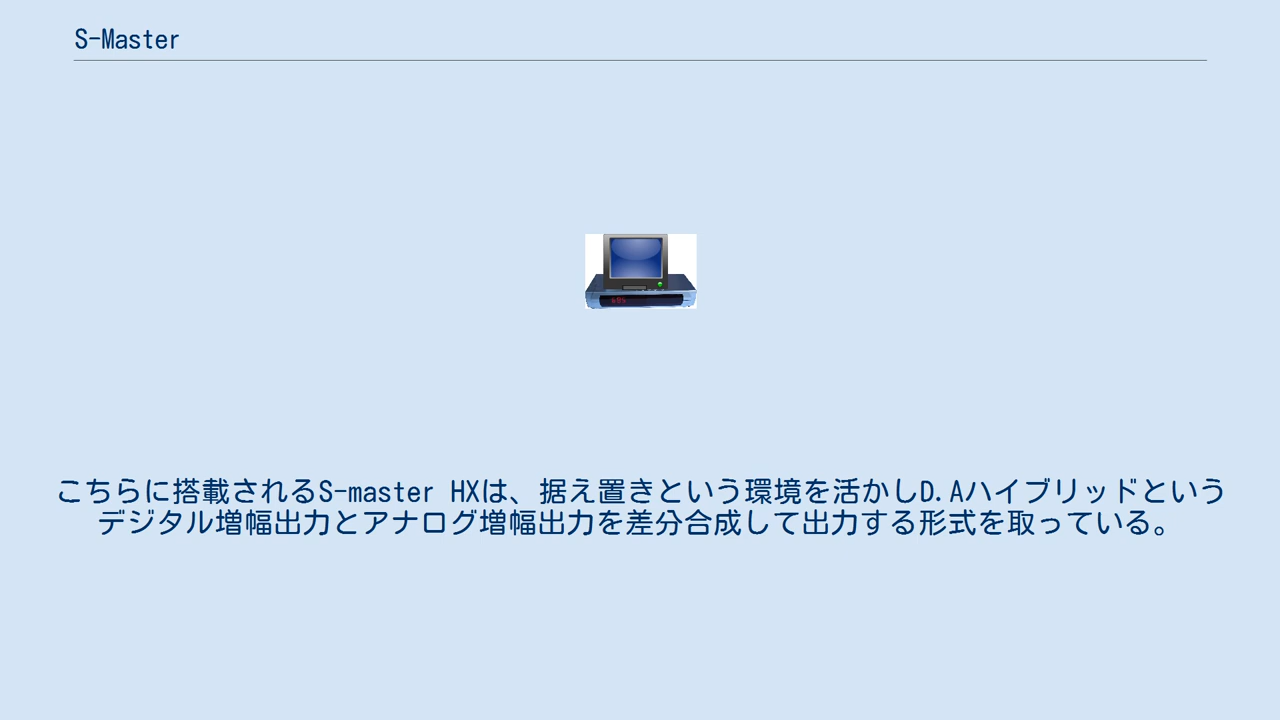 S-Master
こちらに搭載されるS-master HXは、据え置きという環境を活かしD.Aハイブリッドという
デジタル増幅出力とアナログ増幅出力を差分合成して出力する形式を取っている。